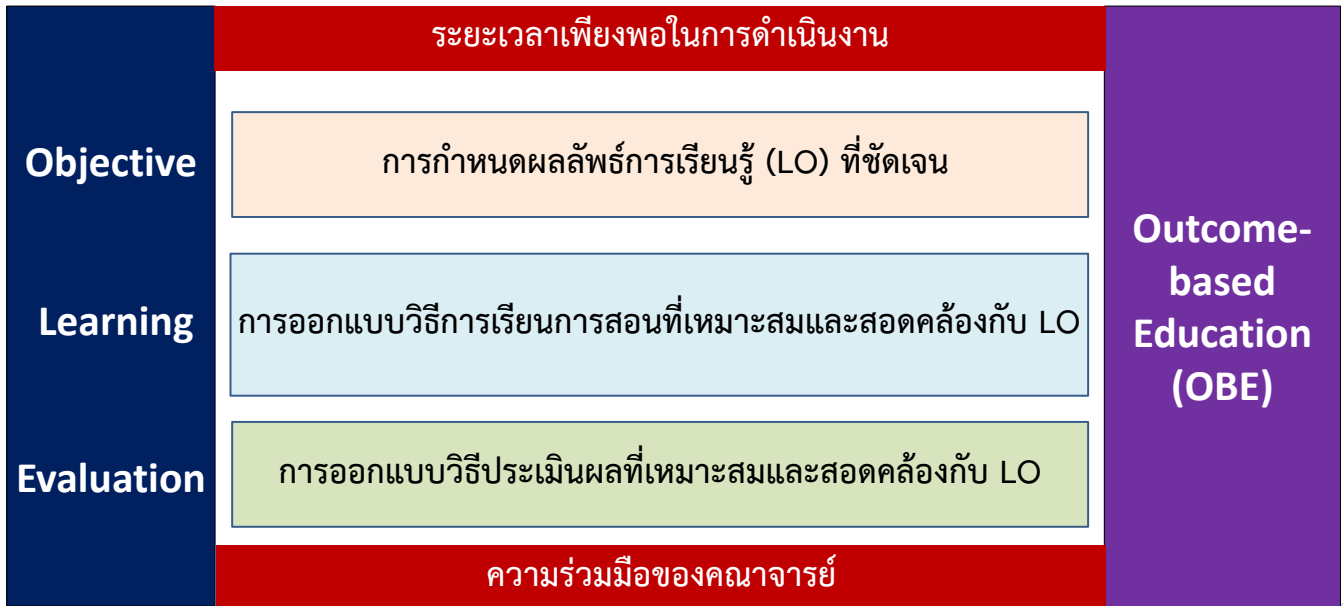 ระยะเวลาเพียงพอในการดำเนินงาน
Objective
การกำหนดผลลัพธ์การเรียนรู้ (LO) ที่ชัดเจน
Learning
การออกแบบวิธีการเรียนการสอนที่เหมาะสมและสอดคล้องกับ LO
Evaluation
การออกแบบวิธีประเมินผลที่เหมาะสมและสอดคล้องกับ LO
ความร่วมมือของคณาจารย์
Outcome-
based
Education
(OBE)